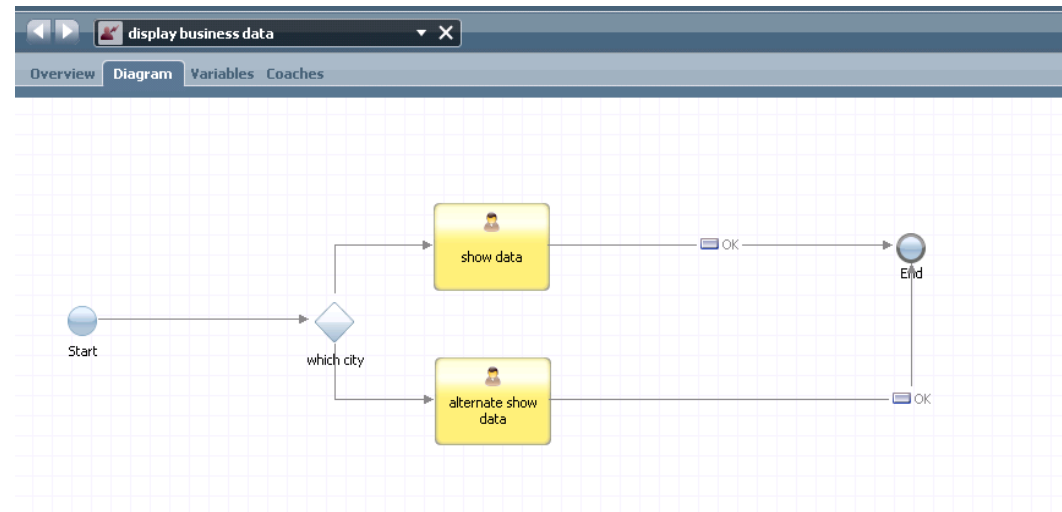 display business data
Overview Diagram Variables Coaches
show data
OK
End
Start
which city
alternate show
data
OK